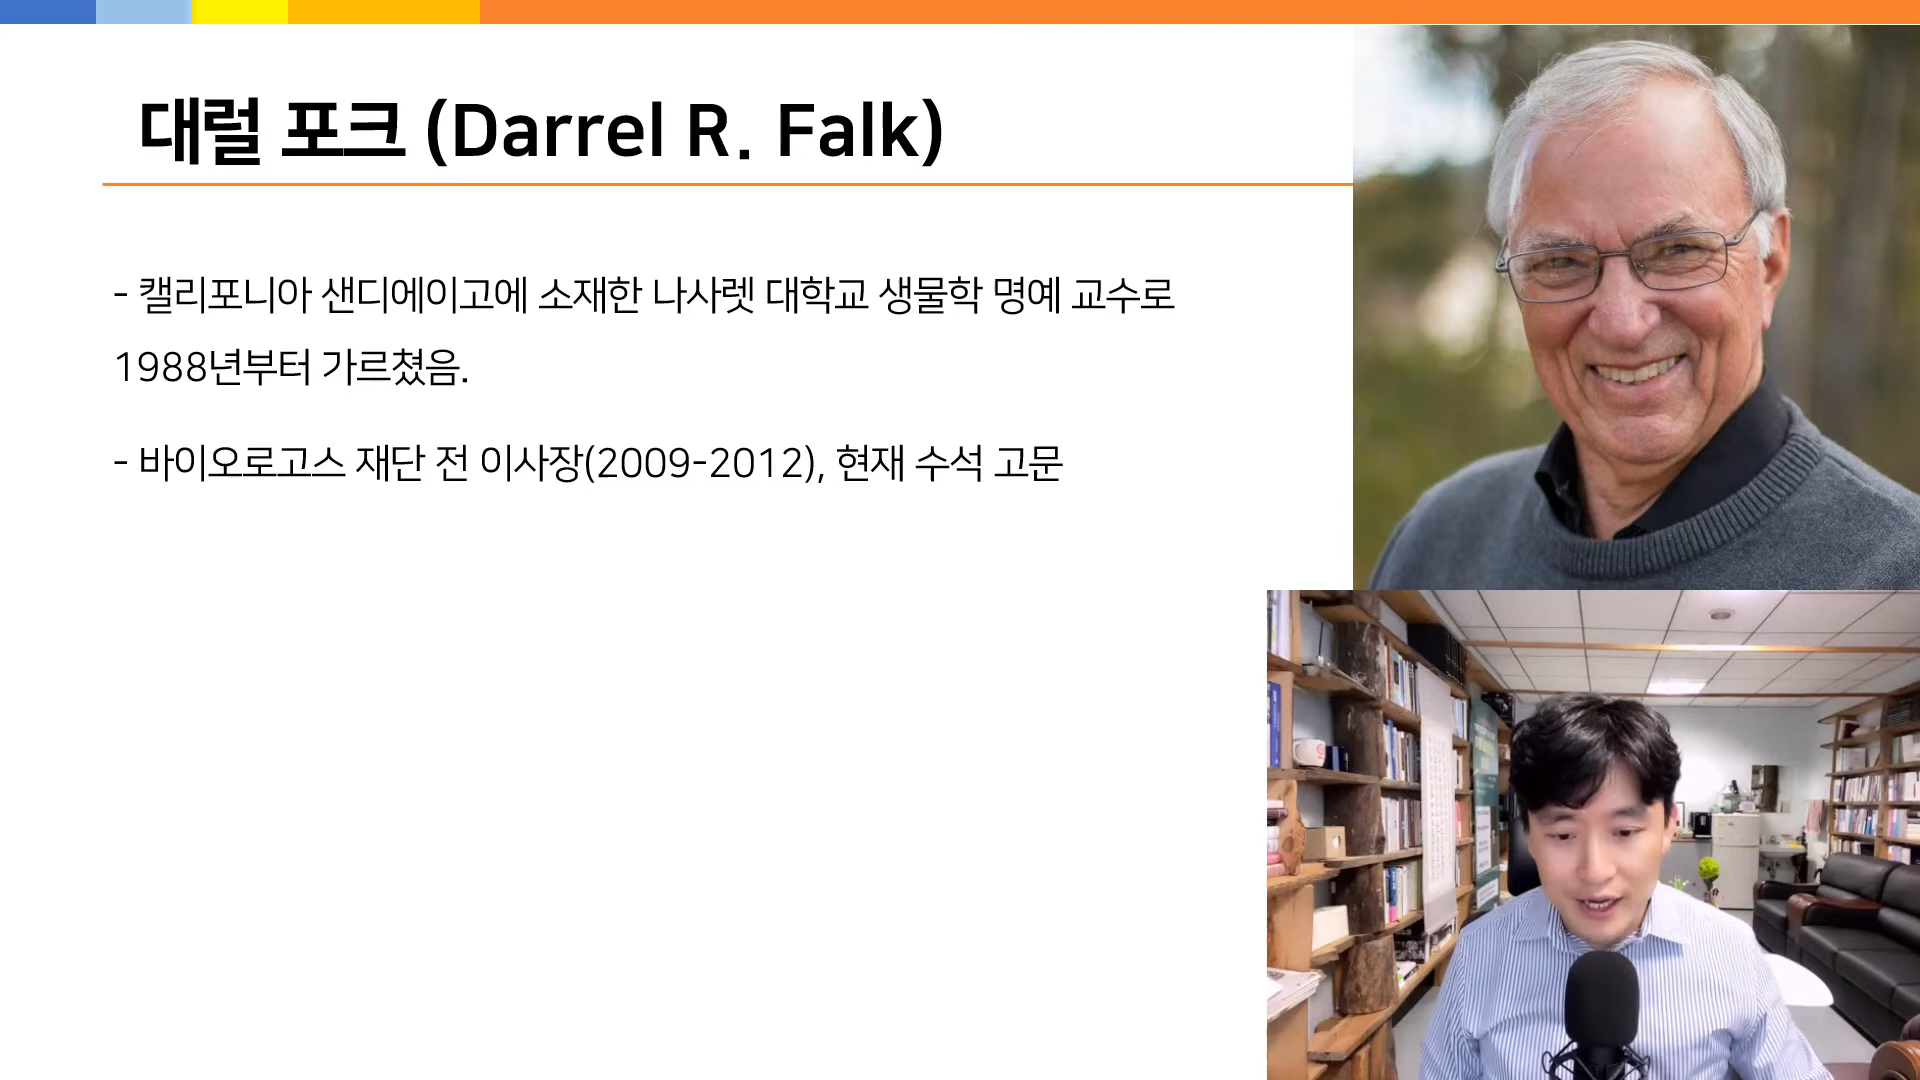 대럴 포크 (Darrel R. Falk)
- 캘리포니아 샌디에이고에 소재한 나사렛 대학교 생물학 명예 교수로
1988년부터 가르쳤음.
- 바이오로고스 재단 전 이사장(2009-2012), 현재 수석 고문